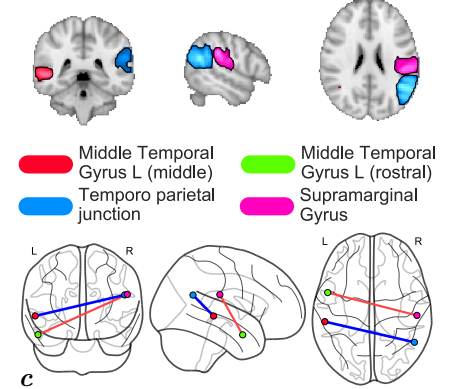 Middle Temporal
Gyrus L (middle)
Middle Temporal
Gyrus L (rostral)
Temporo parietal
junction
Supramarginal
Gyrus
L R
L
R
c